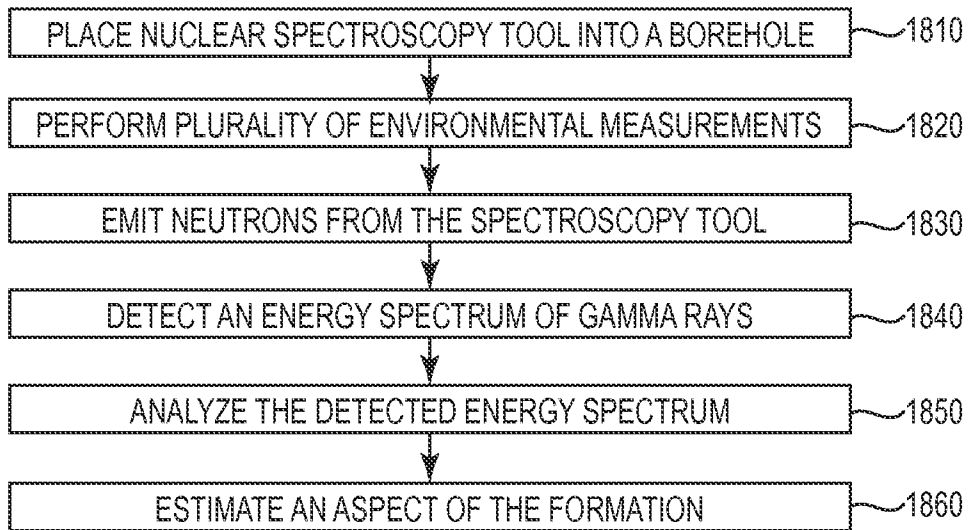 PLACE NUCLEAR SPECTROSCOPY TOOL INTO A BOREHOLE 1810
PERFORM PLURALITY OF ENVIRONMENTAL MEASUREMENTS 1820
EMIT NEUTRONS FROM THE SPECTROSCOPY TOOL 1830
DETECT AN ENERGY SPECTRUM OF GAMMA RAYS 1840
ANALYZE THE DETECTED ENERGY SPECTRUM 1850
ESTIMATE AN ASPECT OF THE FORMATION 1860